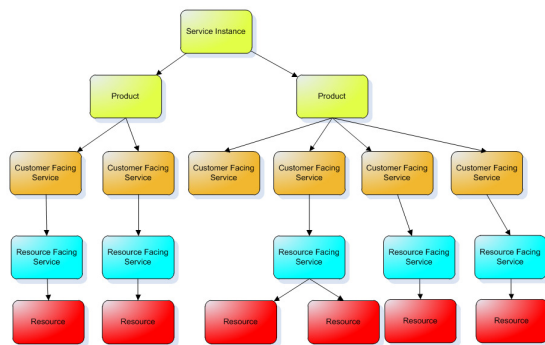 Service Instance
Product
Product
Customer Facing
Service
Customer Facing
Service
Customer Facing
Service
Customer Facing
Service
Customer Facing
Service
Customer Facing
Service
Resource Facing
Service
Resource Facing
Service
Resource Facing
Service
Resource Facing
Service
Resource Facing
Service
Resource
Resource
Resource
Resource
Resource
Resource